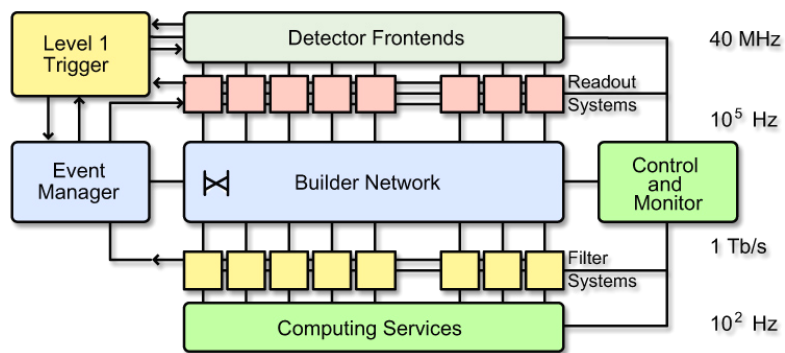 Level 1
Trigger
Detector Frontends
40 MHz
Readout
Systems
10⁵ Hz
Event
Manager
Builder Network
Control
and
Monitor
1 Tb/s
Filter
Systems
Computing Services
10² Hz